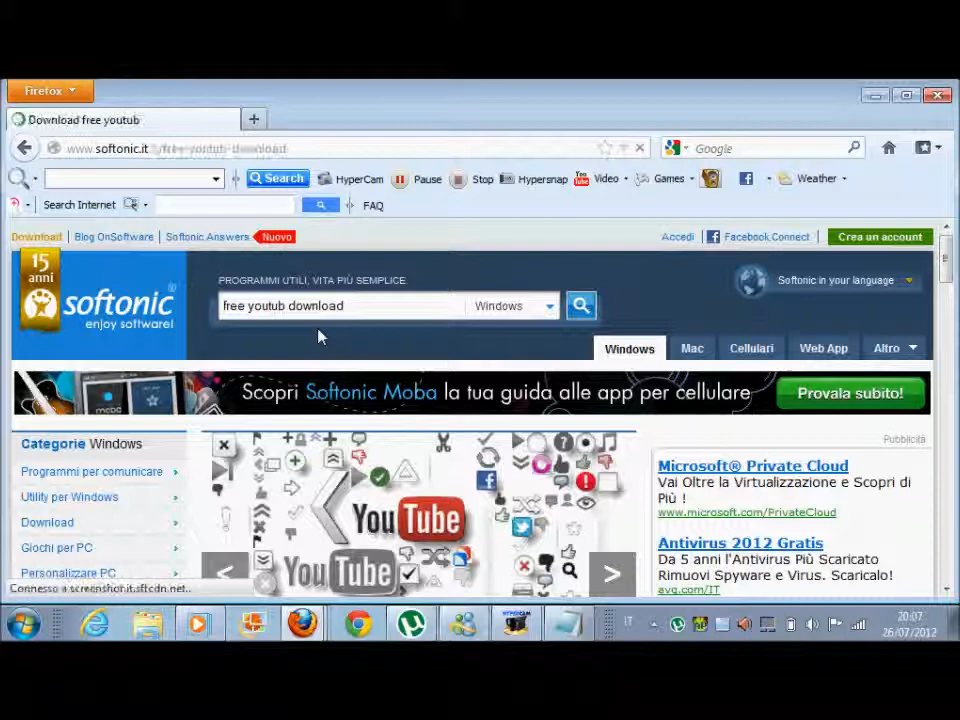 Firefox
Download free youtub
www.softonic.it/free-youtub-download
Google
Search
HyperCam
Pause
Stop
Hypersnap
Video
Games
Weather
Search Internet
FAQ
Download
Blog OnSoftware
Softonic Answers
Nuovo
Accedi
Facebook Connect
Crea un account
15
anni
softonic®
enjoy software!
PROGRAMMI UTILI, VITA PIÙ SEMPLICE
free youtub download
Windows
Softonic in your language
Windows
Mac
Cellulari
Web App
Altro
moba
Scopri Softonic Moba la tua guida alle app per cellulare
Provala subito!
Categorie Windows
Programmi per comunicare
Utility per Windows
Download
Giochi per PC
Personalizzare PC
YouTube
YouTube
Pubblicità
Microsoft® Private Cloud
Vai Oltre la Virtualizzazione e Scopri di
Più !
www.microsoft.com/PrivateCloud
Antivirus 2012 Gratis
Da 5 anni l'Antivirus Più Scaricato
Rimuovi Spyware e Virus. Scaricalo!
avg.com/IT
Connesso a screenshot.it.sftcdn.net...
IT
20:07
26/07/2012